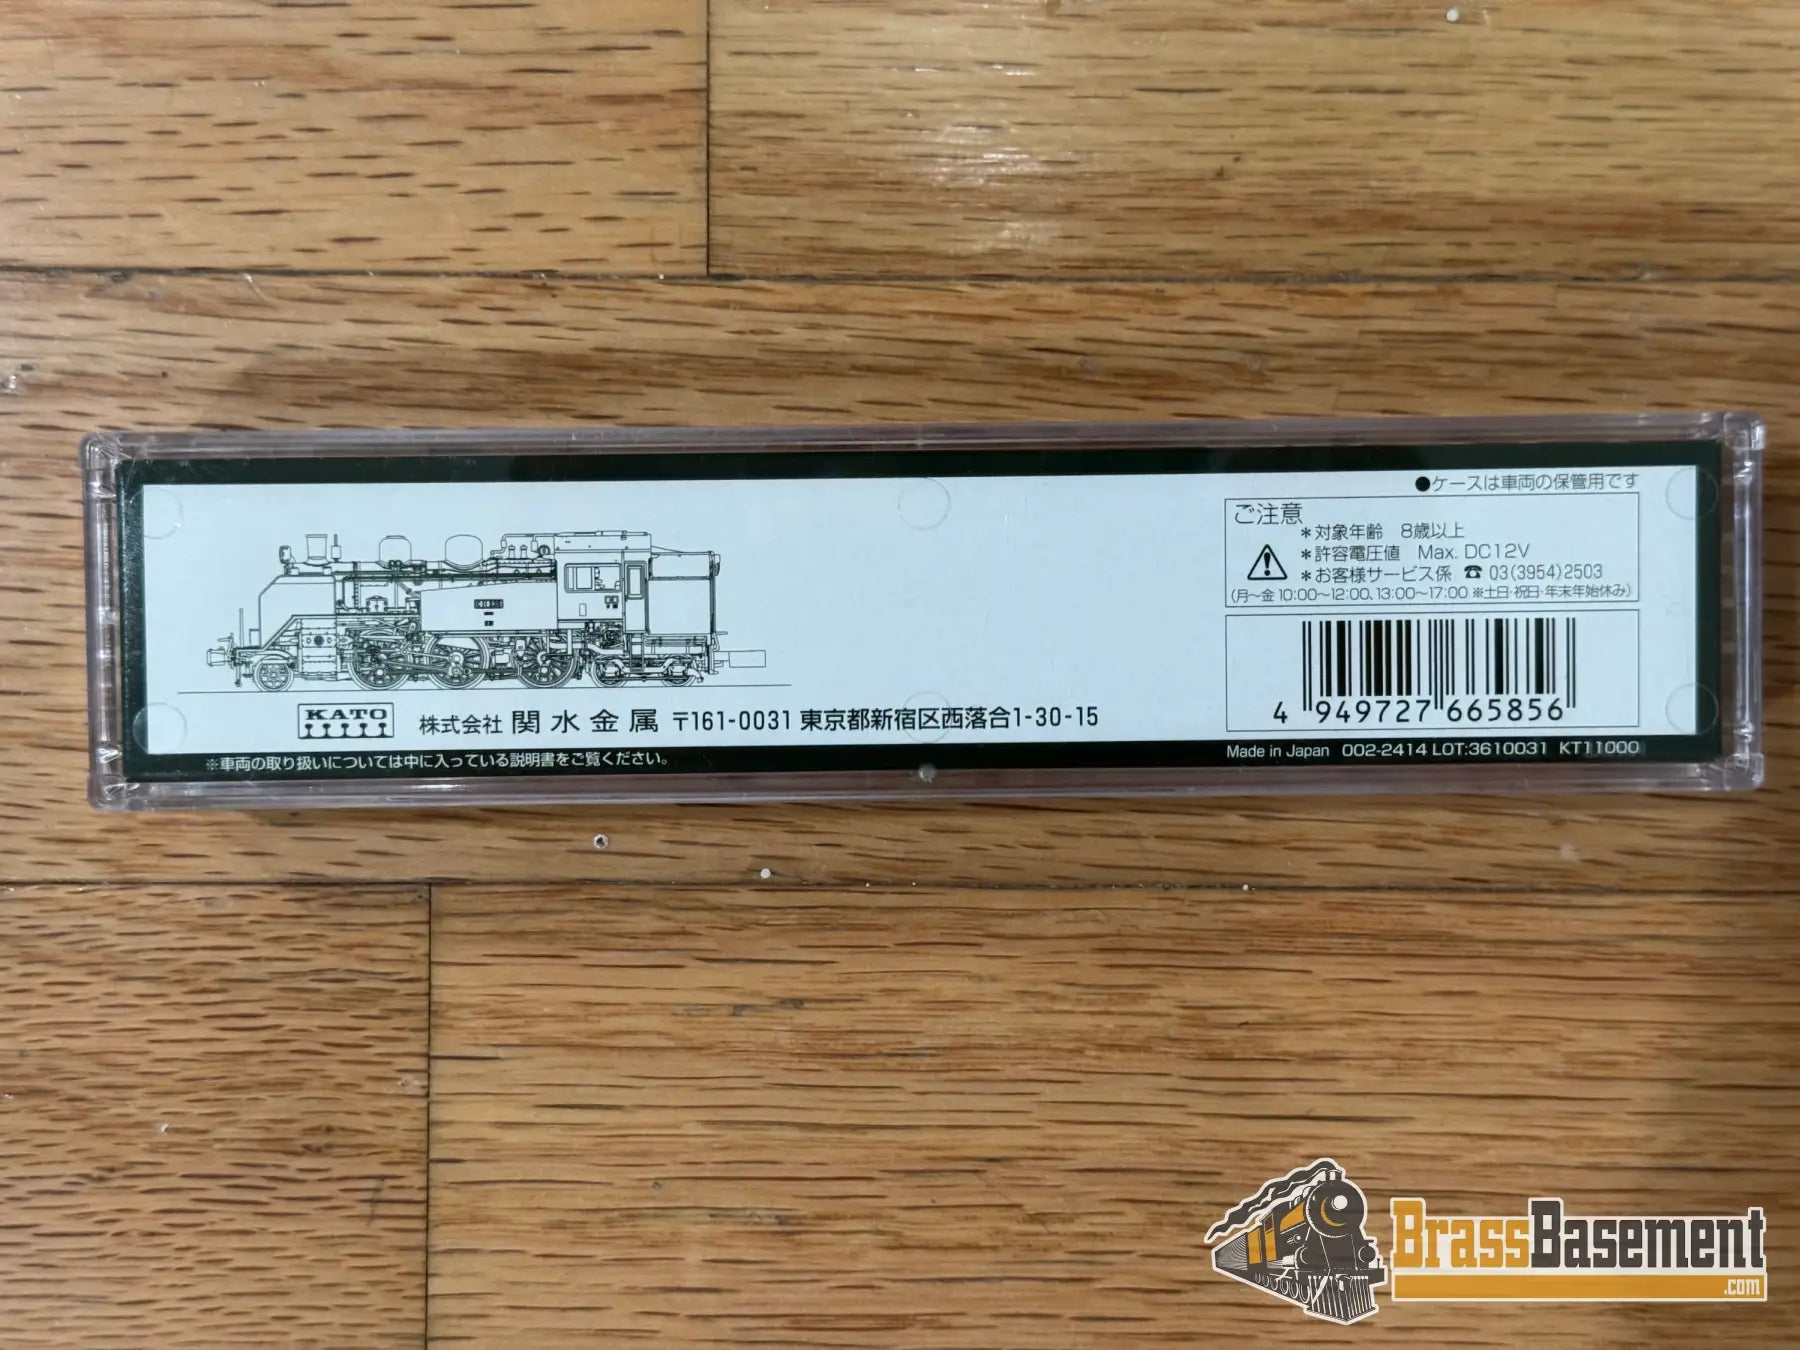 ●ケースは車両の保管用です
ご注意
＊対象年齢　8歳以上
＊許容電圧値　Max. DC12V
＊お客様サービス係 ☎ 03(3954)2503
(月〜金 10:00〜12:00、13:00〜17:00 ※土日・祝日・年末年始休み)
4 949727 665856
KATO
株式会社 関水金属 〒161-0031 東京都新宿区西落合1-30-15
※車両の取り扱いについては中に入っている説明書をご覧ください。
Made in Japan 002-2414 LOT:3610031 KT11000
BrassBasement
.com